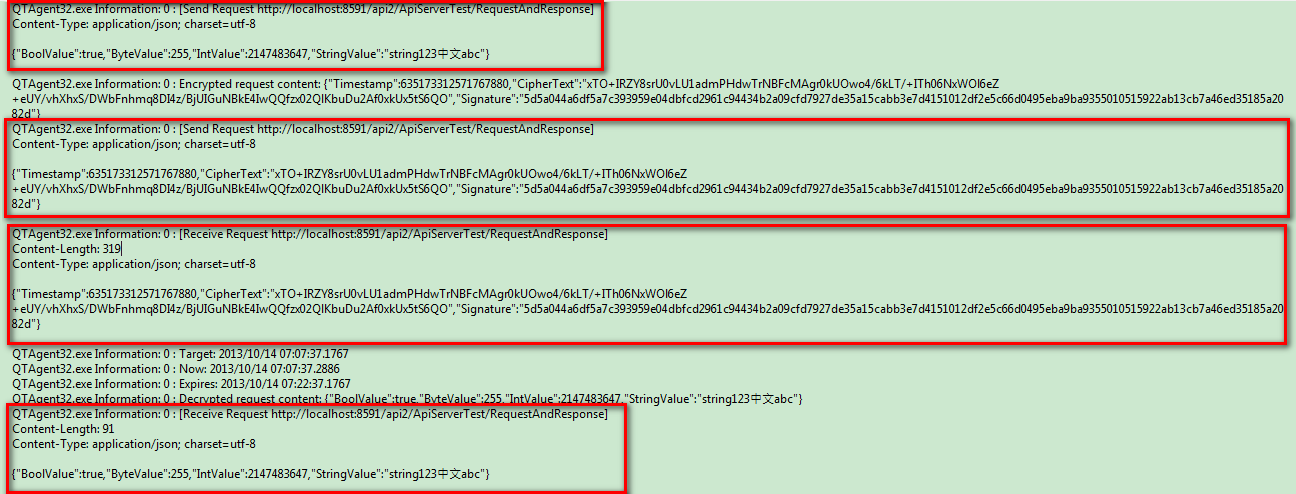 QTAgent32.exe Information: 0 : [Send Request http://localhost:8591/api2/ApiServerTest/RequestAndResponse]
Content-Type: application/json; charset=utf-8
{"BoolValue":true,"ByteValue":255,"IntValue":2147483647,"StringValue":"string123中文abc"}
QTAgent32.exe Information: 0 : Encrypted request content: {"Timestamp":635173312571767880,"CipherText":"xTO+IRZY8srU0vLU1admPHdwTrNBFcMAgr0kUOwo4/6kLT/+ITh06NxWOl6eZ
+eUY/vhXhxS/DWbFnhmq8DI4z/BjUIGuNBkE4IwQQfzx02QIKbuDu2Af0xkUx5tS6QO","Signature":"5d5a044a6df5a7c393959e04dbfcd2961c94434b2a09cfd7927de35a15cabb3e7d4151012df2e5c66d0495eba9ba9355010515922ab13cb7a46ed35185a20
82d"}
QTAgent32.exe Information: 0 : [Send Request http://localhost:8591/api2/ApiServerTest/RequestAndResponse]
Content-Type: application/json; charset=utf-8
{"Timestamp":635173312571767880,"CipherText":"xTO+IRZY8srU0vLU1admPHdwTrNBFcMAgr0kUOwo4/6kLT/+ITh06NxWOl6eZ
+eUY/vhXhxS/DWbFnhmq8DI4z/BjUIGuNBkE4IwQQfzx02QIKbuDu2Af0xkUx5tS6QO","Signature":"5d5a044a6df5a7c393959e04dbfcd2961c94434b2a09cfd7927de35a15cabb3e7d4151012df2e5c66d0495eba9ba9355010515922ab13cb7a46ed35185a20
82d"}
QTAgent32.exe Information: 0 : [Receive Request http://localhost:8591/api2/ApiServerTest/RequestAndResponse]
Content-Length: 319
Content-Type: application/json; charset=utf-8
{"Timestamp":635173312571767880,"CipherText":"xTO+IRZY8srU0vLU1admPHdwTrNBFcMAgr0kUOwo4/6kLT/+ITh06NxWOl6eZ
+eUY/vhXhxS/DWbFnhmq8DI4z/BjUIGuNBkE4IwQQfzx02QIKbuDu2Af0xkUx5tS6QO","Signature":"5d5a044a6df5a7c393959e04dbfcd2961c94434b2a09cfd7927de35a15cabb3e7d4151012df2e5c66d0495eba9ba9355010515922ab13cb7a46ed35185a20
82d"}
QTAgent32.exe Information: 0 : Target: 2013/10/14 07:07:37.1767
QTAgent32.exe Information: 0 : Now: 2013/10/14 07:07:37.2886
QTAgent32.exe Information: 0 : Expires: 2013/10/14 07:22:37.1767
QTAgent32.exe Information: 0 : Decrypted request content: {"BoolValue":true,"ByteValue":255,"IntValue":2147483647,"StringValue":"string123中文abc"}
QTAgent32.exe Information: 0 : [Receive Request http://localhost:8591/api2/ApiServerTest/RequestAndResponse]
Content-Length: 91
Content-Type: application/json; charset=utf-8
{"BoolValue":true,"ByteValue":255,"IntValue":2147483647,"StringValue":"string123中文abc"}